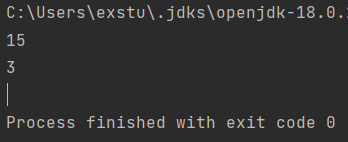 C:\Users\exstu\.jdks\openjdk-18.0.
15
3
Process finished with exit code 0